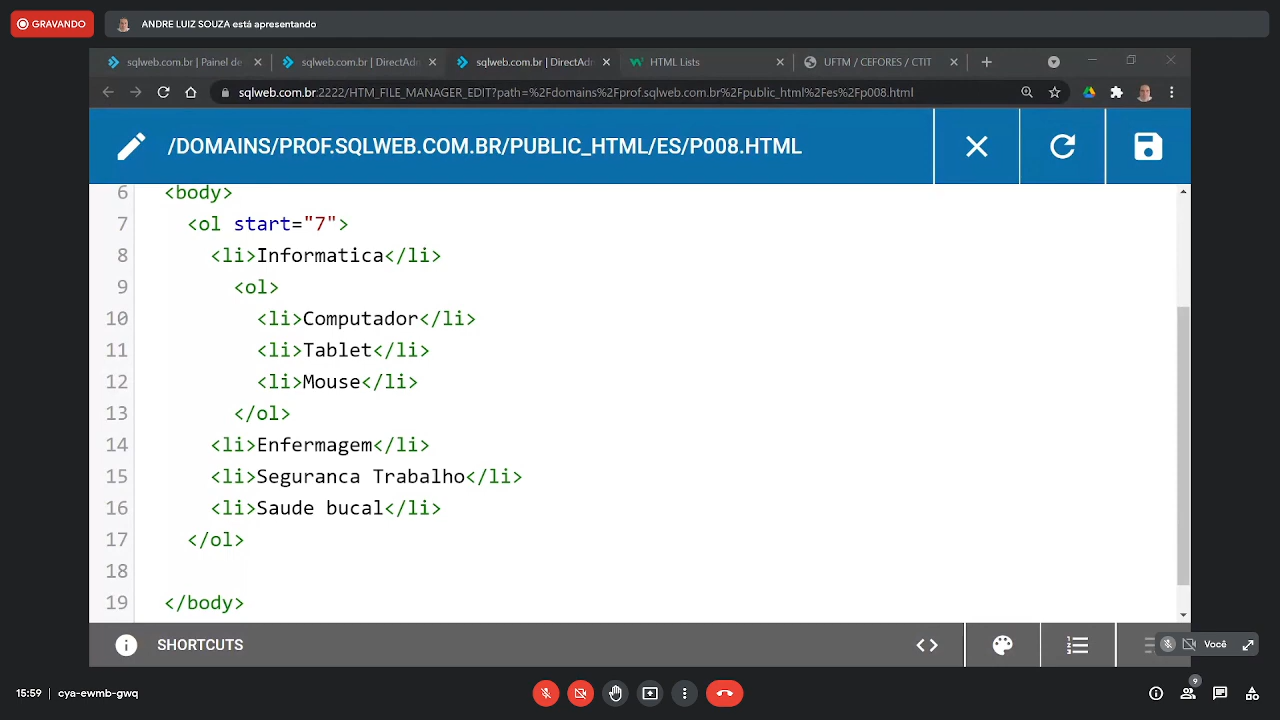 GRAVANDO
ANDRE LUIZ SOUZA está apresentando
sqlweb.com.br | Painel de
sqlweb.com.br | DirectAdn
sqlweb.com.br | DirectAdn
HTML Lists
UFTM / CEFORES / CTIT
sqlweb.com.br:2222/HTM_FILE_MANAGER_EDIT?path=%2Fdomains%2Fprof.sqlweb.com.br%2Fpublic_html%2Fes%2Fp008.html
/DOMAINS/PROF.SQLWEB.COM.BR/PUBLIC_HTML/ES/P008.HTML
6 <body>
7 <ol start="7">
8 <li>Informatica</li>
9 <ol>
10 <li>Computador</li>
11 <li>Tablet</li>
12 <li>Mouse</li>
13 </ol>
14 <li>Enfermagem</li>
15 <li>Seguranca Trabalho</li>
16 <li>Saude bucal</li>
17 </ol>
18
19 </body>
SHORTCUTS
Você
15:59 | cya-ewmb-gwq
9